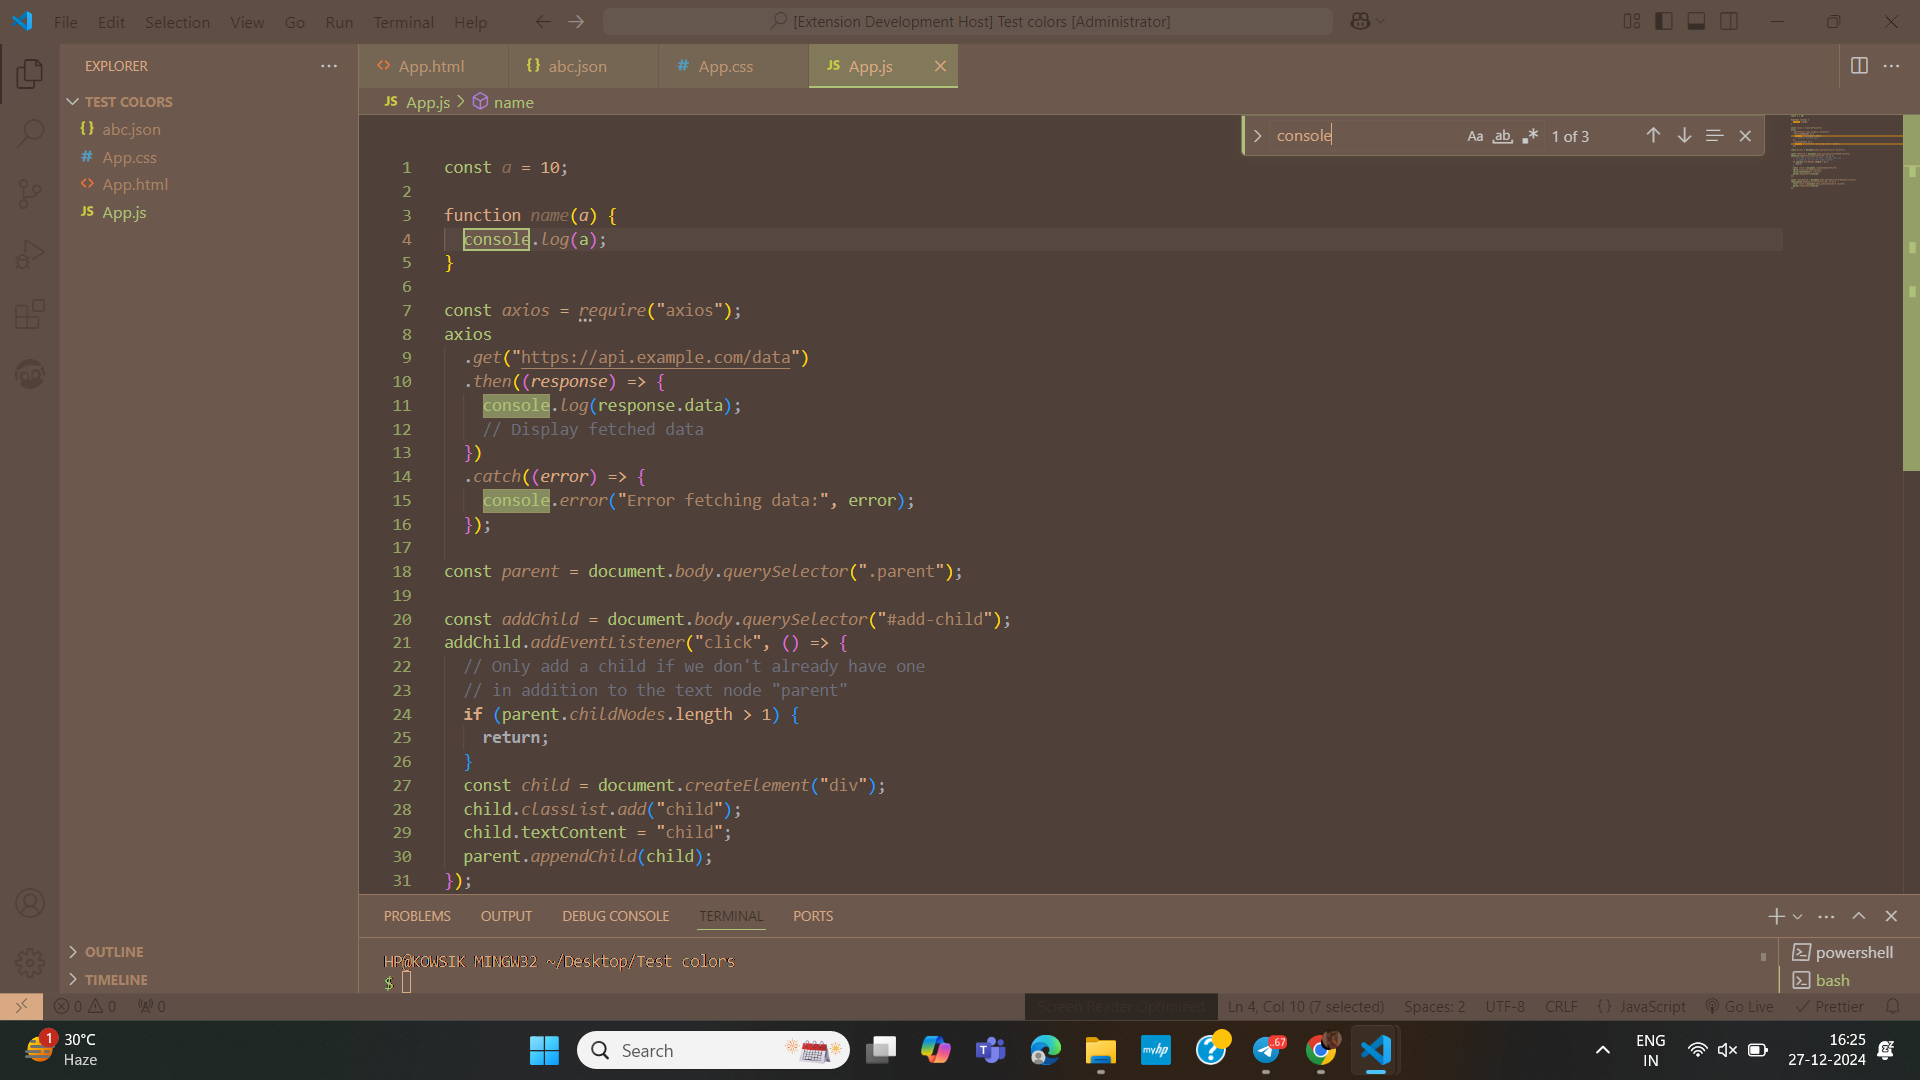 File Edit Selection View Go Run Terminal Help
[Extension Development Host] Test colors [Administrator]
EXPLORER
TEST COLORS
{} abc.json
# App.css
<> App.html
JS App.js
OUTLINE
TIMELINE
<> App.html
{} abc.json
# App.css
JS App.js
JS App.js > name
console
Aa ab .* 1 of 3
1 const a = 10;
2
3 function name(a) {
4 console.log(a);
5 }
6
7 const axios = require("axios");
8 axios
9 .get("https://api.example.com/data")
10 .then((response) => {
11 console.log(response.data);
12 // Display fetched data
13 })
14 .catch((error) => {
15 console.error("Error fetching data:", error);
16 });
17
18 const parent = document.body.querySelector(".parent");
19
20 const addChild = document.body.querySelector("#add-child");
21 addChild.addEventListener("click", () => {
22 // Only add a child if we don't already have one
23 // in addition to the text node "parent"
24 if (parent.childNodes.length > 1) {
25 return;
26 }
27 const child = document.createElement("div");
28 child.classList.add("child");
29 child.textContent = "child";
30 parent.appendChild(child);
31 });
PROBLEMS OUTPUT DEBUG CONSOLE TERMINAL PORTS
HP@KOWSIK MINGW32 ~/Desktop/Test colors
$
powershell
bash
0 0 0
Screen Reader Optimized Ln 4, Col 10 (7 selected) Spaces: 2 UTF-8 CRLF {} JavaScript Go Live Prettier
1
30°C
Haze
Search
myhp
.67
ENG
IN
16:25
27-12-2024